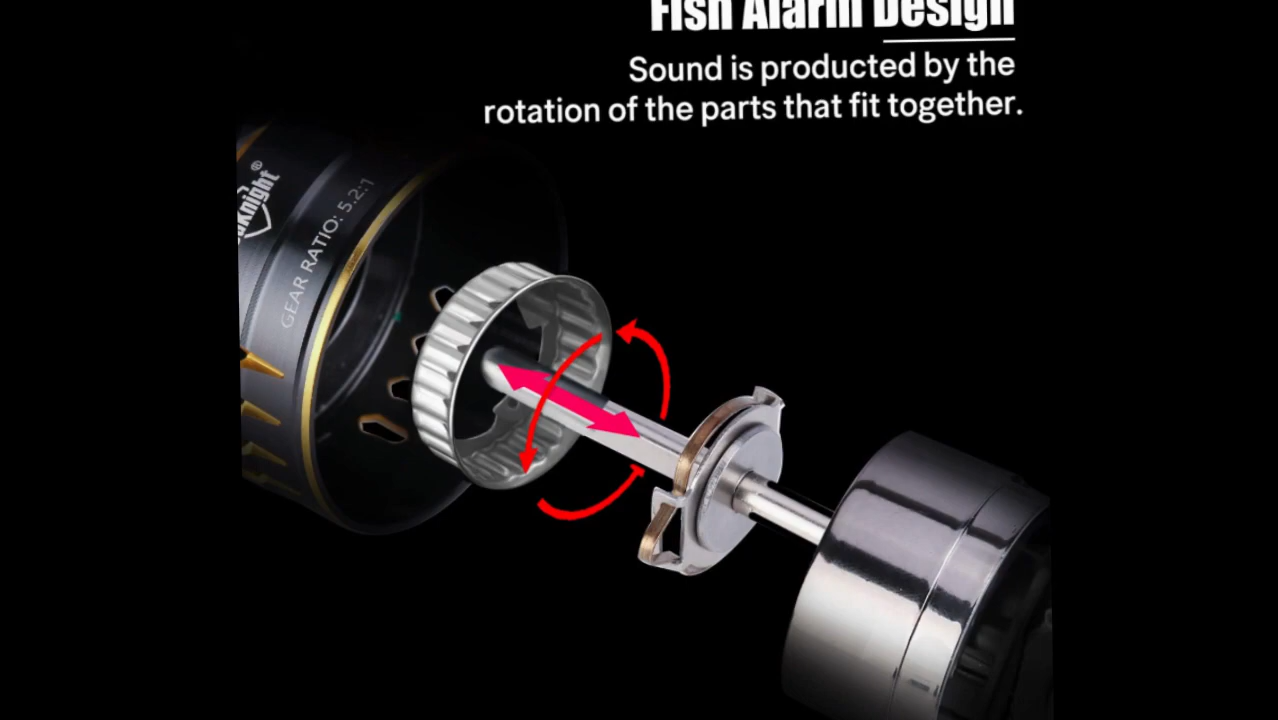 Fish Alarm Design
Sound is producted by the
rotation of the parts that fit together.
GEAR RATIO: 5.2:1